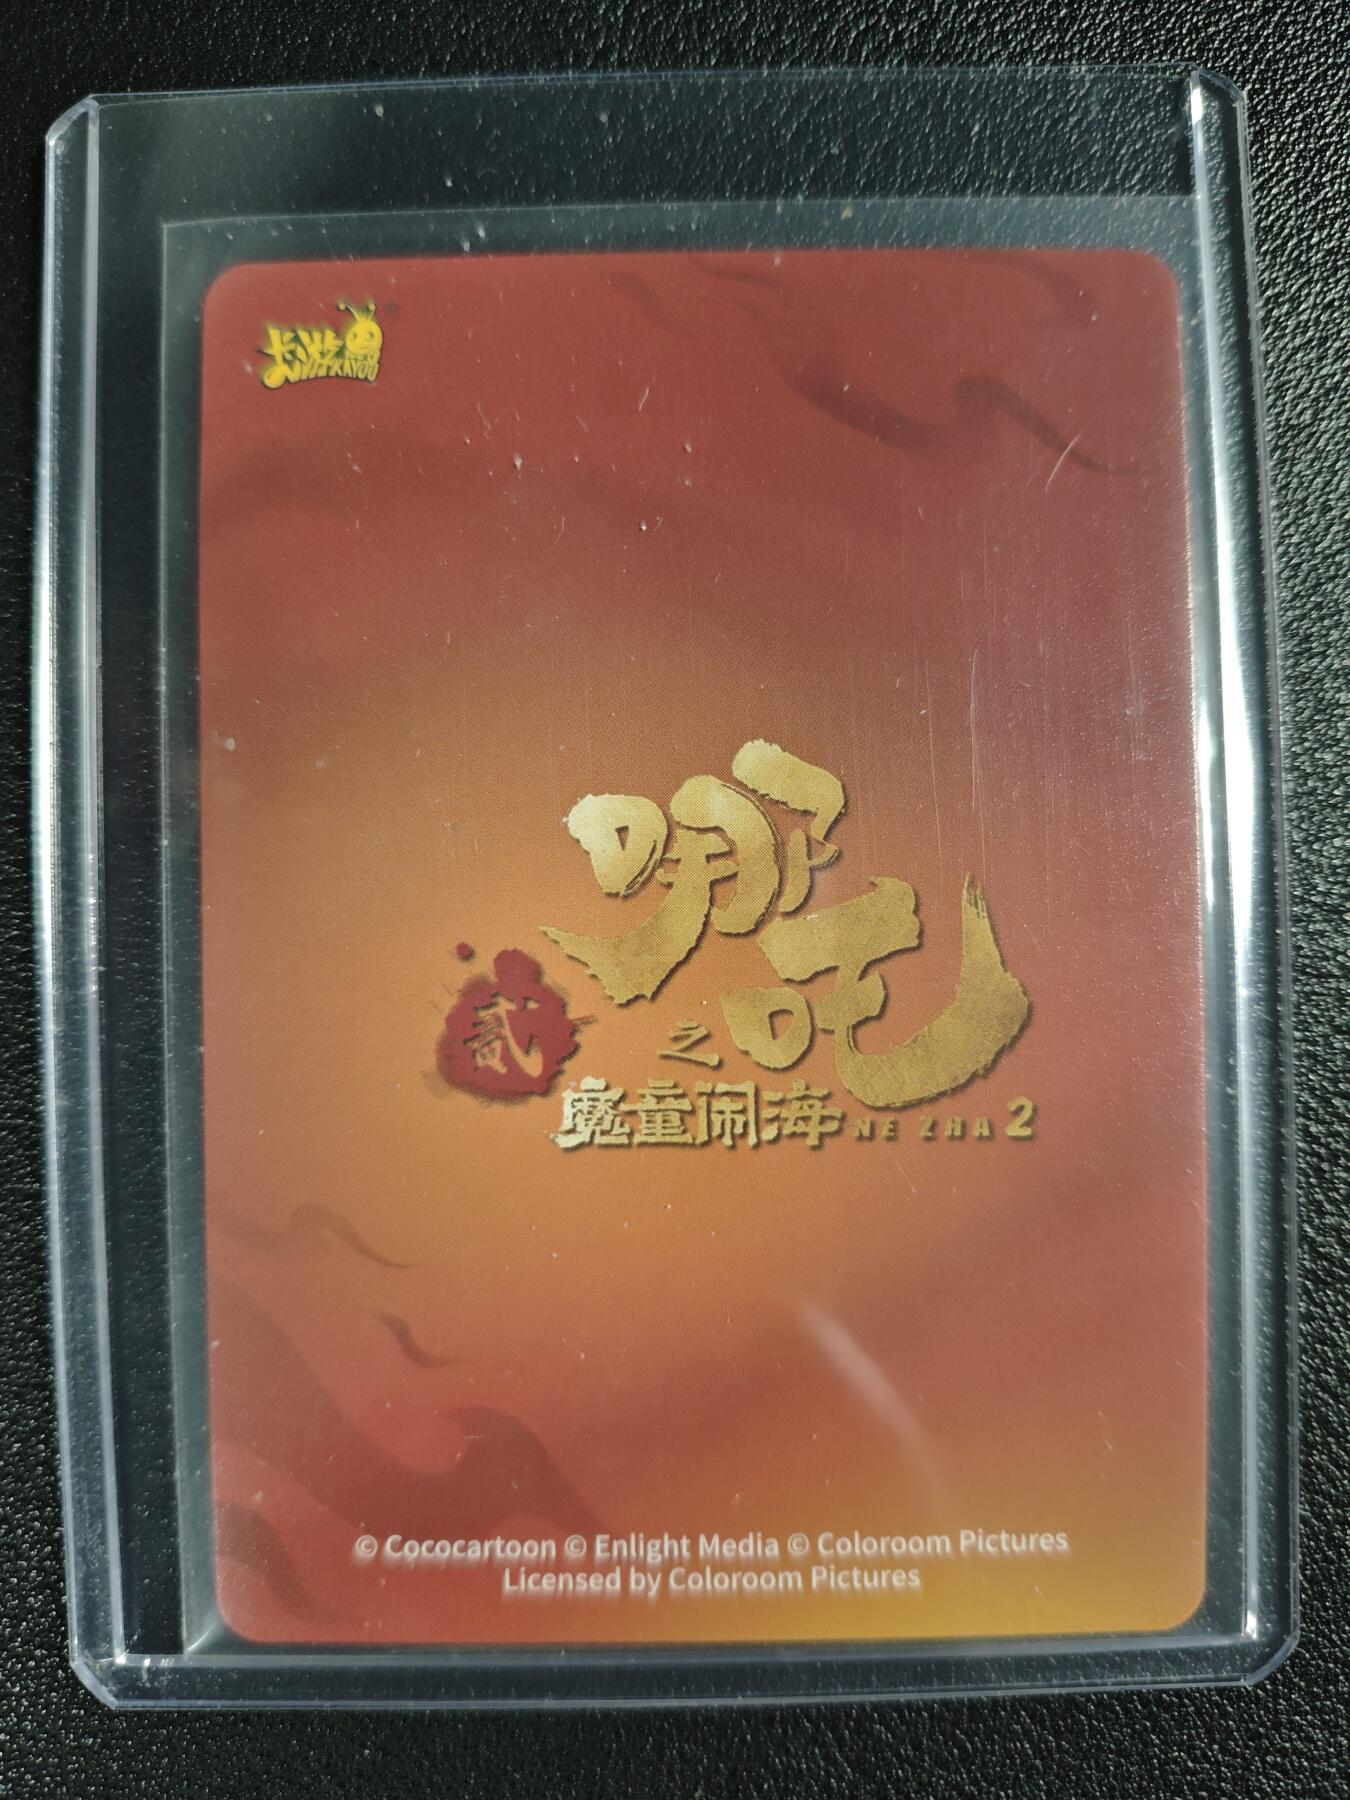 卡游 KAYOU
哪吒
贰
之
魔童闹海 NE ZHA 2
© Cococartoon © Enlight Media © Coloroom Pictures
Licensed by Coloroom Pictures